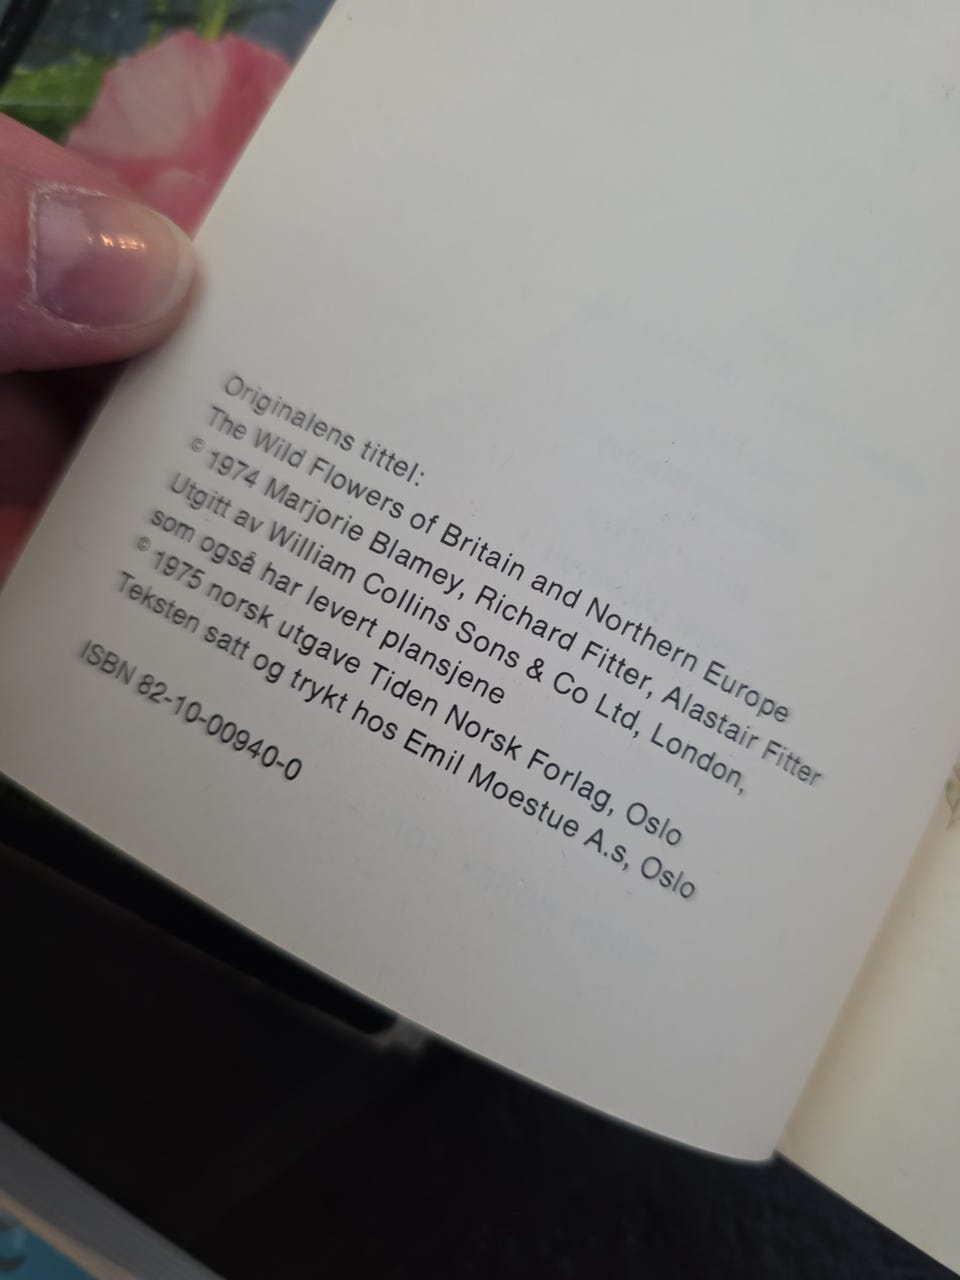 Originalens tittel:
The Wild Flowers of Britain and Northern Europe
© 1974 Marjorie Blamey, Richard Fitter, Alastair Fitter
Utgitt av William Collins Sons & Co Ltd, London,
som også har levert plansjene
© 1975 norsk utgave Tiden Norsk Forlag, Oslo
Teksten satt og trykt hos Emil Moestue A.s, Oslo
ISBN 82-10-00940-0